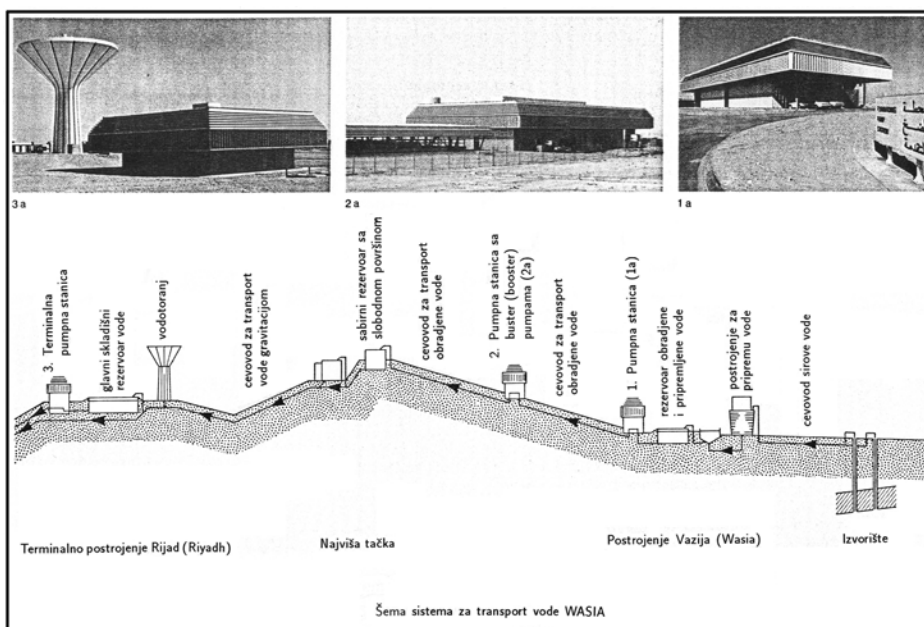 3a
2a
1a
3. Terminalna
pumpna stanica
glavni skladišni
rezervoar vode
vodotoranj
cevovod za transport
vode gravitacijom
sabirni rezervoar sa
slobodnom površinom
cevovod za transport
obradjene vode
2. Pumpna stanica sa
buster (booster)
pumpama (2a)
cevovod za transport
obradjene vode
1. Pumpna stanica (1a)
rezervoar obradjene
i pripremljene vode
postrojenje za
pripremu vode
cevovod sirove vode
Terminalno postrojenje Rijad (Riyadh)
Najviša tačka
Postrojenje Vazija (Wasia)
Izvorište
Šema sistema za transport vode WASIA